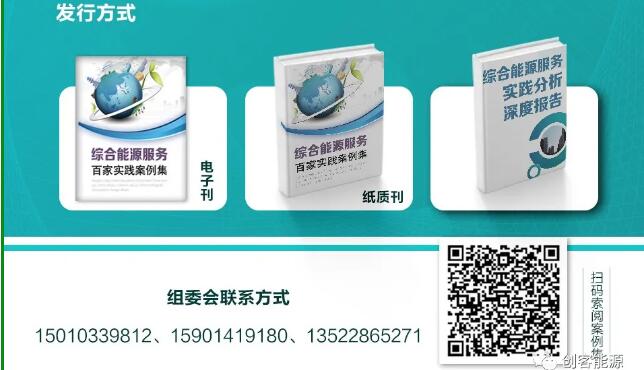 发行方式
综合能源服务
百家实践案例集
电子刊
综合能源服务
百家实践案例集
纸质刊
综合能源服务
实践分析
深度报告
组委会联系方式
15010339812、15901419180、13522865271
扫码索阅案例集
创客能源